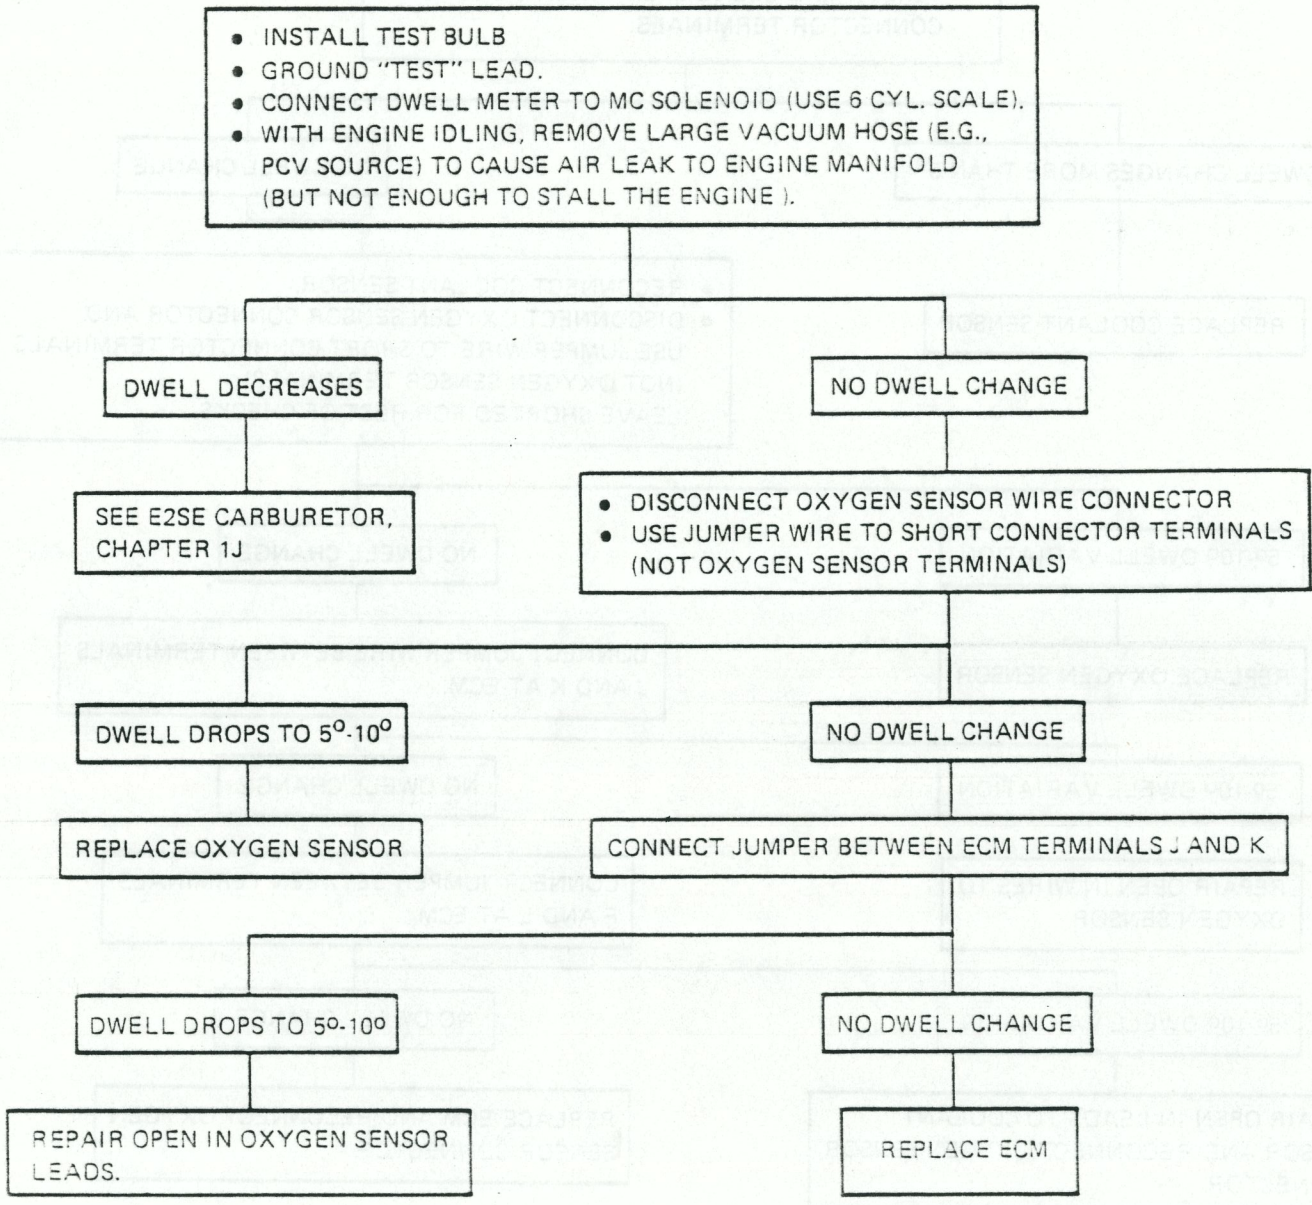 • INSTALL TEST BULB
• GROUND "TEST" LEAD.
• CONNECT DWELL METER TO MC SOLENOID (USE 6 CYL. SCALE).
• WITH ENGINE IDLING, REMOVE LARGE VACUUM HOSE (E.G.,
PCV SOURCE) TO CAUSE AIR LEAK TO ENGINE MANIFOLD
(BUT NOT ENOUGH TO STALL THE ENGINE ).
DWELL DECREASES
NO DWELL CHANGE
SEE E2SE CARBURETOR,
CHAPTER 1J
• DISCONNECT OXYGEN SENSOR WIRE CONNECTOR
• USE JUMPER WIRE TO SHORT CONNECTOR TERMINALS
(NOT OXYGEN SENSOR TERMINALS)
DWELL DROPS TO 5º-10º
NO DWELL CHANGE
REPLACE OXYGEN SENSOR
CONNECT JUMPER BETWEEN ECM TERMINALS J AND K
DWELL DROPS TO 5º-10º
NO DWELL CHANGE
REPAIR OPEN IN OXYGEN SENSOR
LEADS.
REPLACE ECM